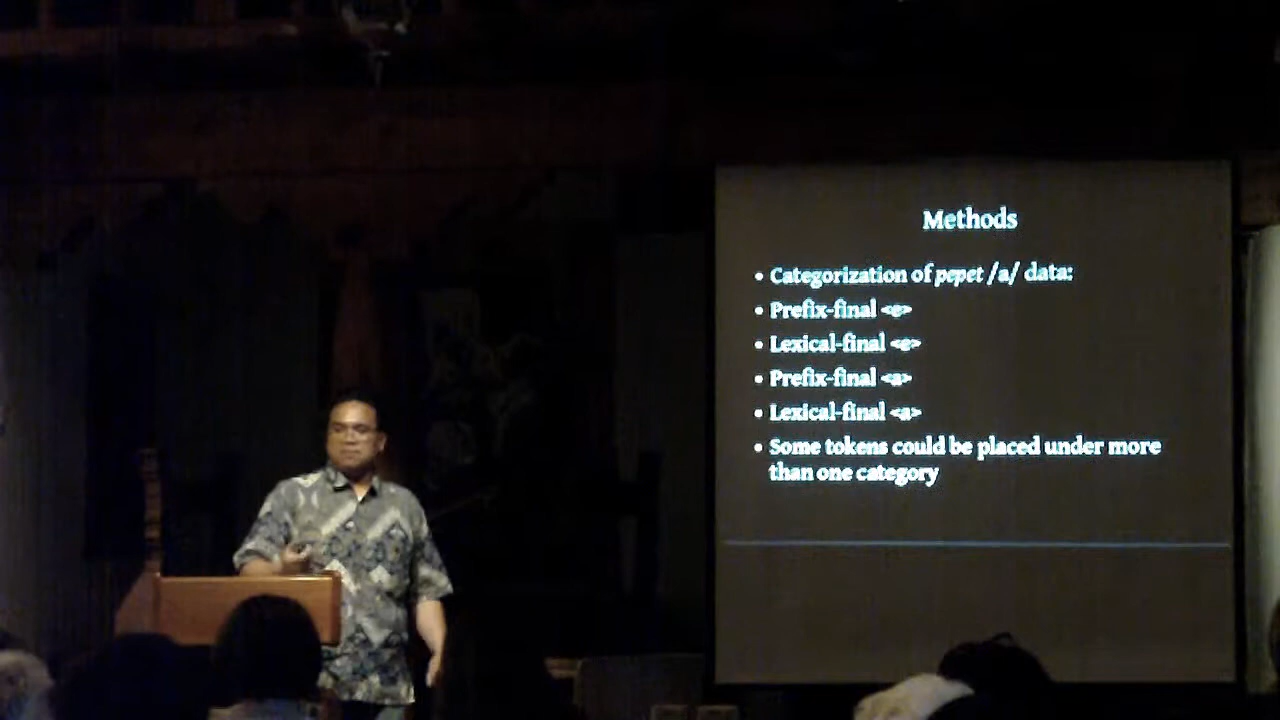 Methods
• Categorization of pepet /a/ data:
• Prefix-final <e>
• Lexical-final <e>
• Prefix-final <a>
• Lexical-final <a>
• Some tokens could be placed under more
than one category